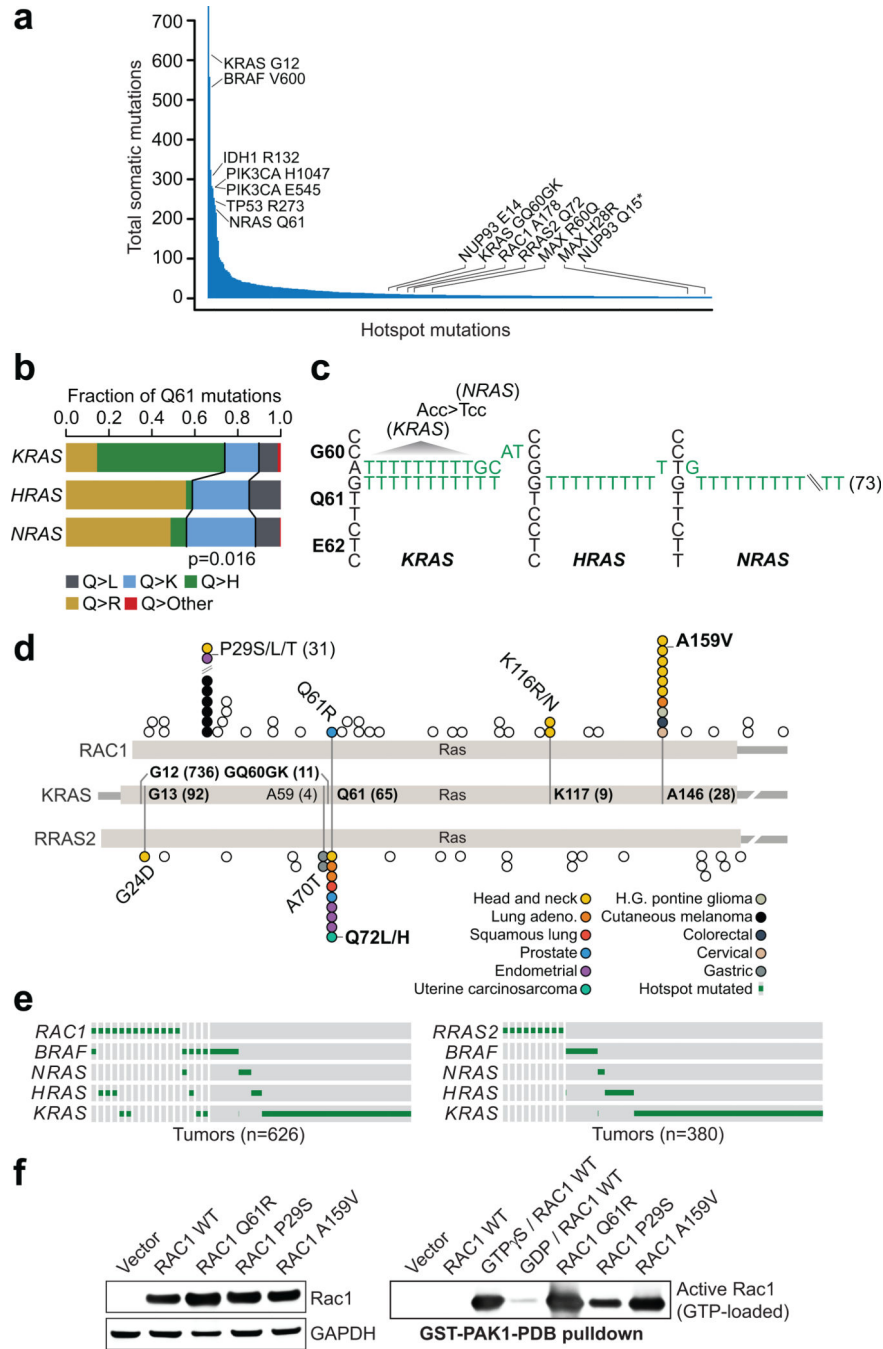 a
Total somatic mutations
700
600
500
400
300
200
100
0
KRAS G12
BRAF V600
IDH1 R132
PIK3CA H1047
PIK3CA E545
TP53 R273
NRAS Q61
NUP93 E14
KRAS GQ60GK
RAC1 A178
RRAS2 Q72
MAX R60Q
MAX H28R
NUP93 Q15*
Hotspot mutations
b
Fraction of Q61 mutations
0.0 0.2 0.4 0.6 0.8 1.0
KRAS
HRAS
NRAS
p=0.016
Q>L Q>K Q>H
Q>R Q>Other
c
(NRAS)
Acc>Tcc
(KRAS)
G60
Q61
E62
C
C
A
G
T
T
C
T
C
TTTTTTTTTGC
AT
TTTTTTTTTTT
KRAS
C
C
G
G
T
C
C
T
C
T
TTTTTTTTT
HRAS
C
C
T
G
T
T
C
T
T
G
TTTTTTTTT TT (73)
NRAS
d
P29S/L/T (31)
Q61R
K116R/N
A159V
RAC1
Ras
G12 (736) GQ60GK (11)
KRAS
G13 (92)
A59 (4)
Q61 (65)
Ras
K117 (9)
A146 (28)
RRAS2
Ras
G24D
A70T
Q72L/H
Head and neck
Lung adeno.
Squamous lung
Prostate
Endometrial
Uterine carcinosarcoma
H.G. pontine glioma
Cutaneous melanoma
Colorectal
Cervical
Gastric
Hotspot mutated
e
RAC1
BRAF
NRAS
HRAS
KRAS
Tumors (n=626)
RRAS2
BRAF
NRAS
HRAS
KRAS
Tumors (n=380)
f
Vector
RAC1 WT
RAC1 Q61R
RAC1 P29S
RAC1 A159V
Rac1
GAPDH
Vector
RAC1 WT
GTPγS / RAC1 WT
GDP / RAC1 WT
RAC1 Q61R
RAC1 P29S
RAC1 A159V
Active Rac1
(GTP-loaded)
GST-PAK1-PDB pulldown